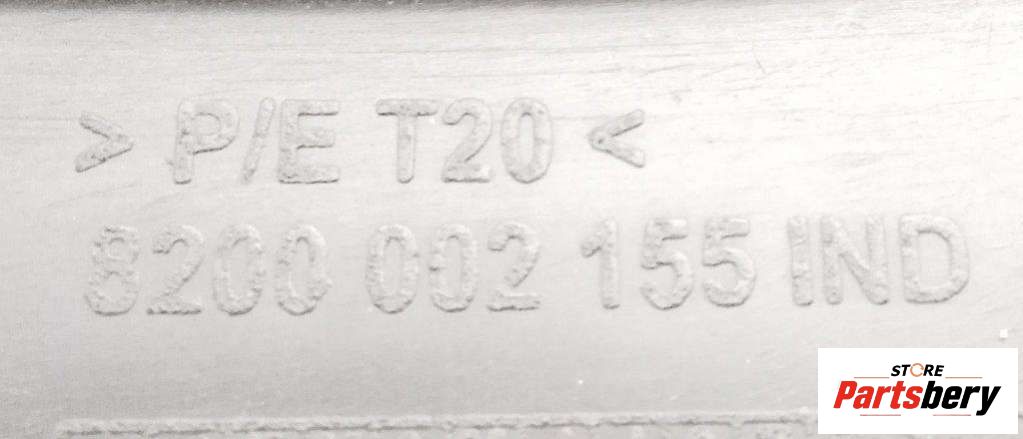 > P/E T20 <
8200 002 155 IND
STORE
Partsbery